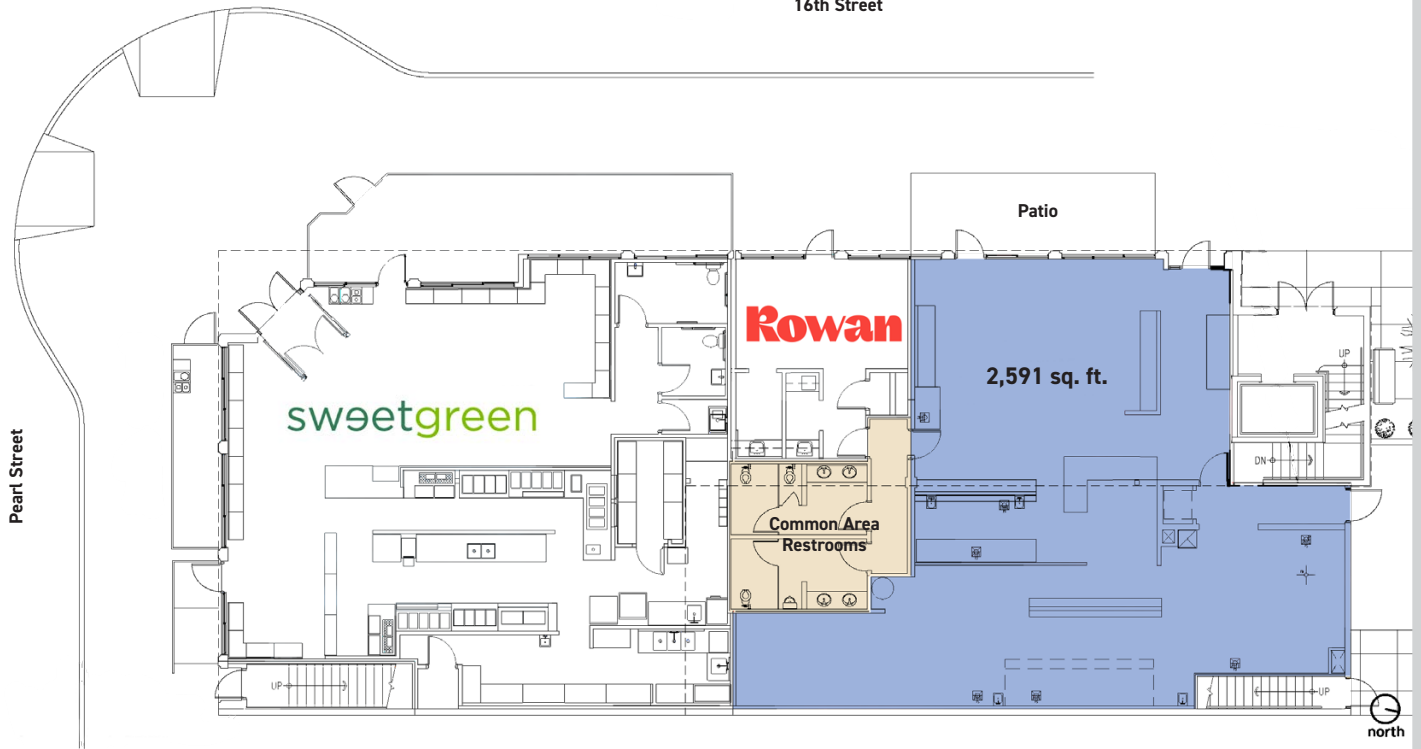 16th Street
Patio
Rowan
2,591 sq. ft.
UP
sweetgreen
Pearl Street
DN
Common Area
Restrooms
UP
UP
north